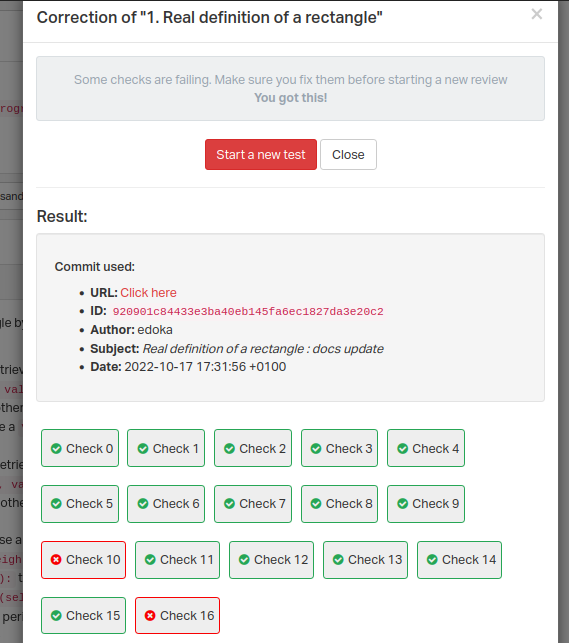 Correction of "1. Real definition of a rectangle"
×
Some checks are failing. Make sure you fix them before starting a new review
You got this!
Start a new test
Close
Result:
Commit used:
URL: Click here
ID: 920901c84433e3ba40eb145fa6ec1827da3e20c2
Author: edoka
Subject: Real definition of a rectangle : docs update
Date: 2022-10-17 17:31:56 +0100
Check 0 Check 1 Check 2 Check 3 Check 4
Check 5 Check 6 Check 7 Check 8 Check 9
Check 10 Check 11 Check 12 Check 13 Check 14
Check 15 Check 16